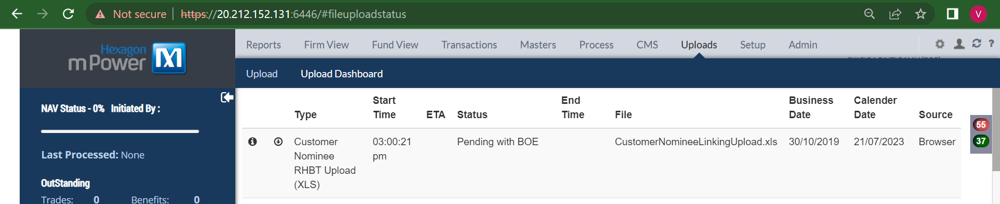 Not secure https://20.212.152.131:6446/#fileuploadstatus V
Hexagon
mPower
Reports Firm View Fund View Transactions Masters Process CMS Uploads Setup Admin ?
Upload Upload Dashboard
NAV Status - 0% Initiated By :
Last Processed: None
OutStanding
Trades: 0 Benefits: 0
Type Start Time ETA Status End Time File Business Date Calender Date Source
Customer Nominee RHBT Upload (XLS) 03:00:21 pm Pending with BOE CustomerNomineeLinkingUpload.xls 30/10/2019 21/07/2023 Browser
55
37